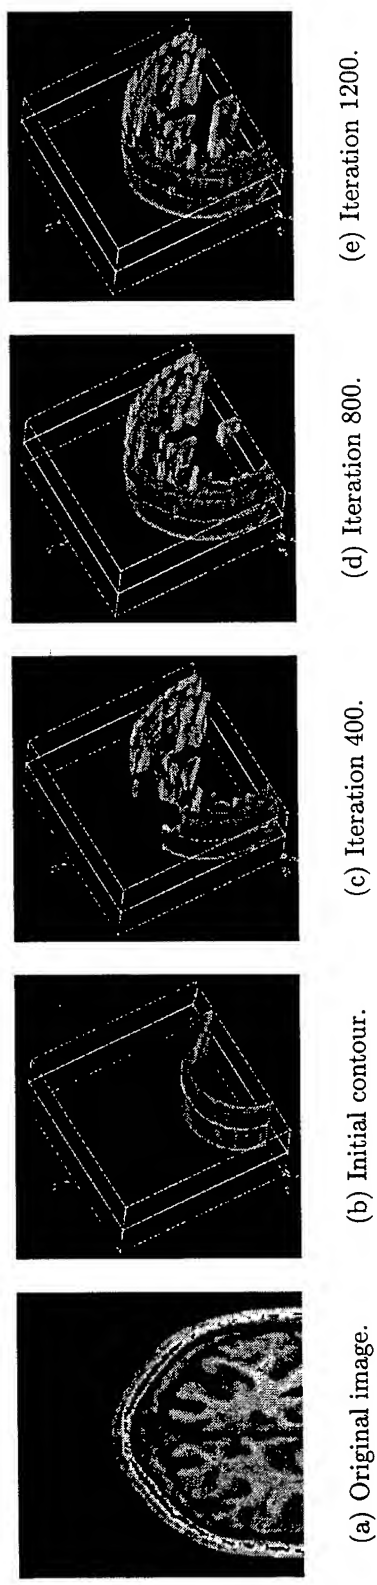 (a) Original image.
(b) Initial contour.
(c) Iteration 400.
(d) Iteration 800.
(e) Iteration 1200.